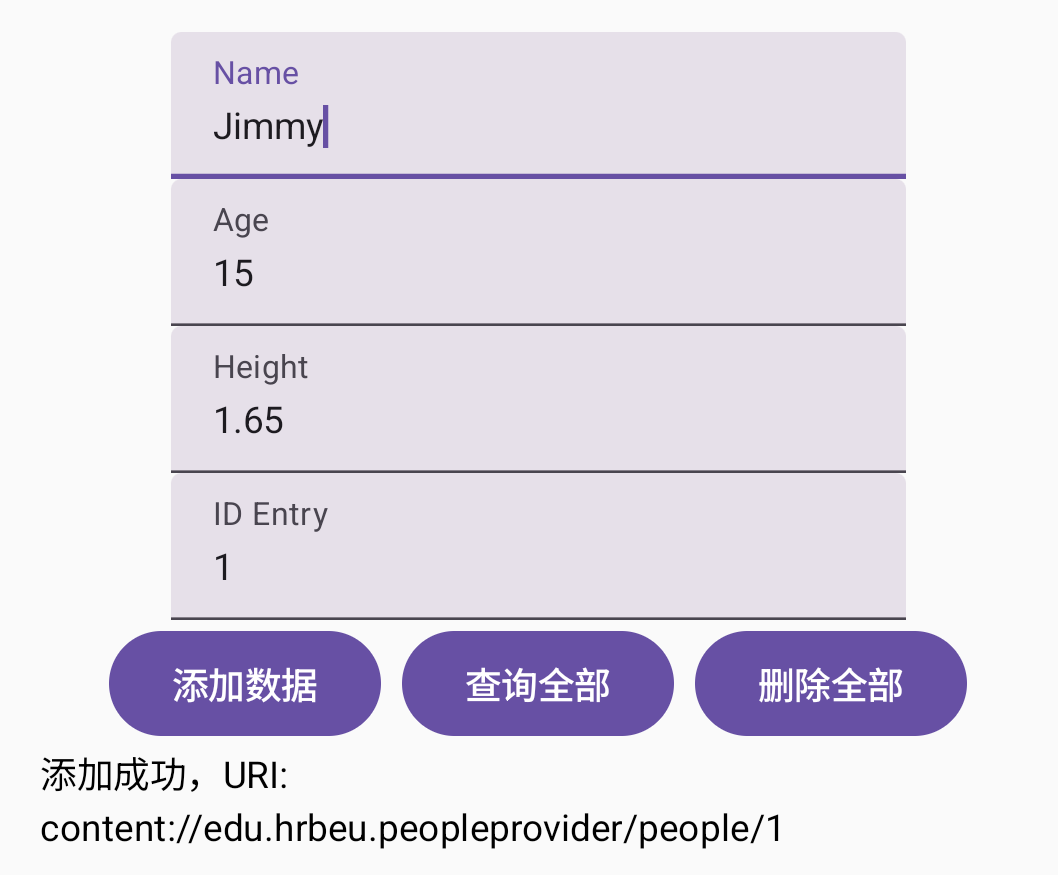 Name
Jimmy
Age
15
Height
1.65
ID Entry
1
添加数据 查询全部 删除全部
添加成功，URI:
content://edu.hrbeu.peopleprovider/people/1